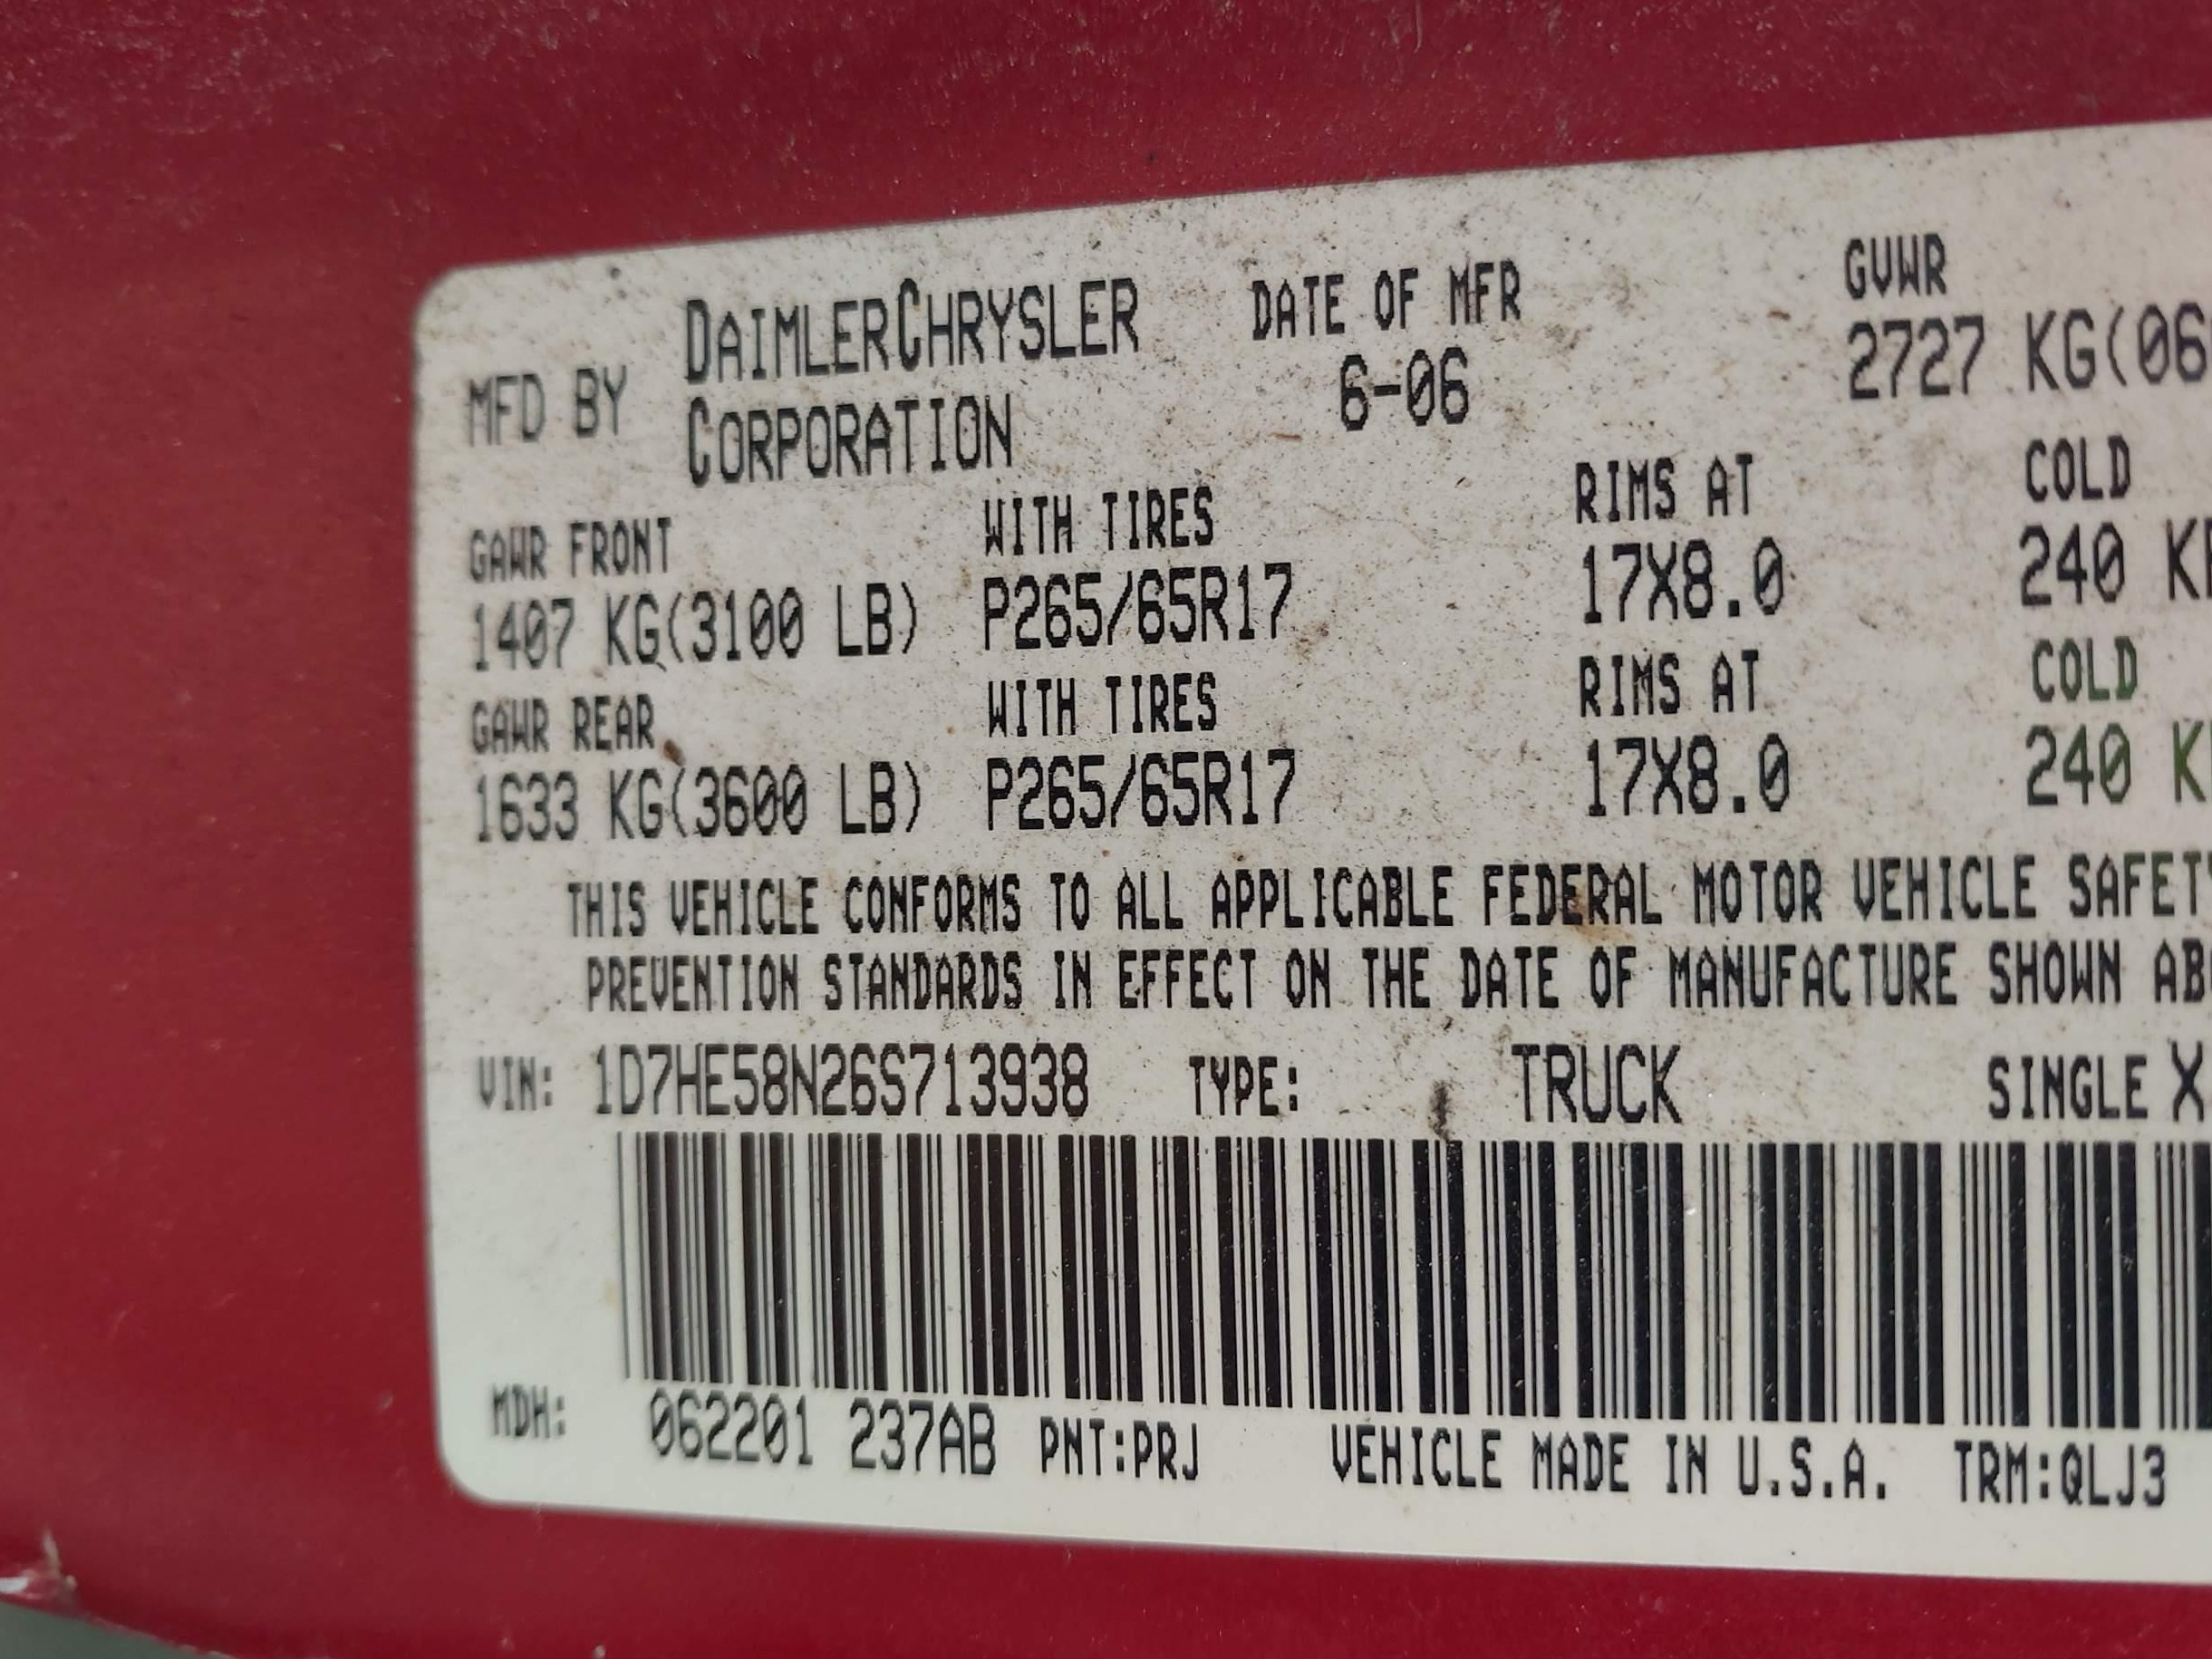 MFD BY DAIMLERCHRYSLER CORPORATION DATE OF MFR 6-06 GVWR 2727 KG(06
GAWR FRONT WITH TIRES RIMS AT COLD
1407 KG(3100 LB) P265/65R17 17X8.0 240
GAWR REAR WITH TIRES RIMS AT COLD
1633 KG(3600 LB) P265/65R17 17X8.0 240
THIS VEHICLE CONFORMS TO ALL APPLICABLE FEDERAL MOTOR VEHICLE SAFETY
PREVENTION STANDARDS IN EFFECT ON THE DATE OF MANUFACTURE SHOWN
VIN: 1D7HE58N26S713938 TYPE: TRUCK SINGLE X
MDH: 062201 237AB PNT:PRJ VEHICLE MADE IN U.S.A. TRM:QLJ3